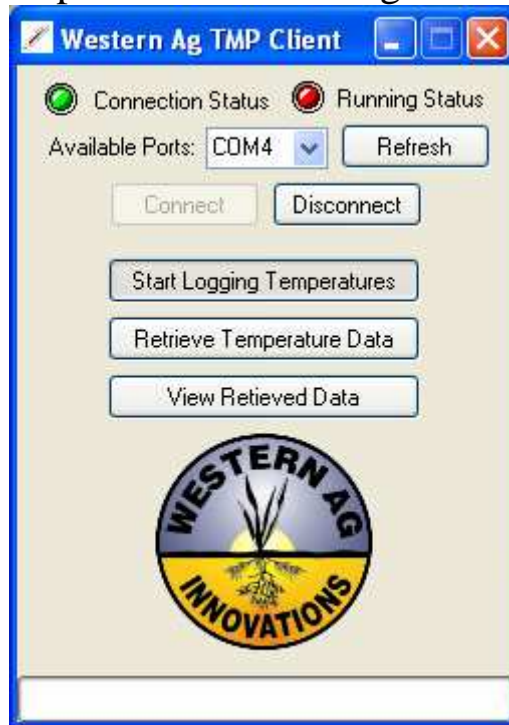 Western Ag TMP Client
Connection Status Running Status
Available Ports: COM4 Refresh
Connect Disconnect
Start Logging Temperatures
Retrieve Temperature Data
View Retieved Data
WESTERN AG
INNOVATIONS